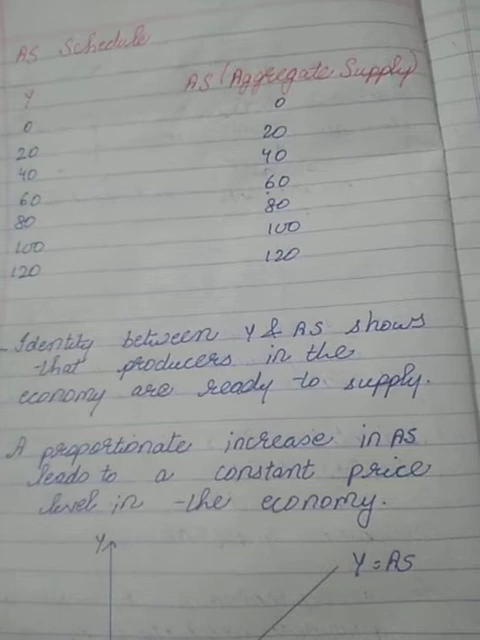 AS Schedule
Y AS (Aggregate Supply)
0 0
20 20
40 40
60 60
80 80
100 100
120 120
- Identity between Y & AS shows
that producers in the
economy are ready to supply.
A proportionate increase in AS
leads to a constant price
level in the economy.
Y
Y = AS